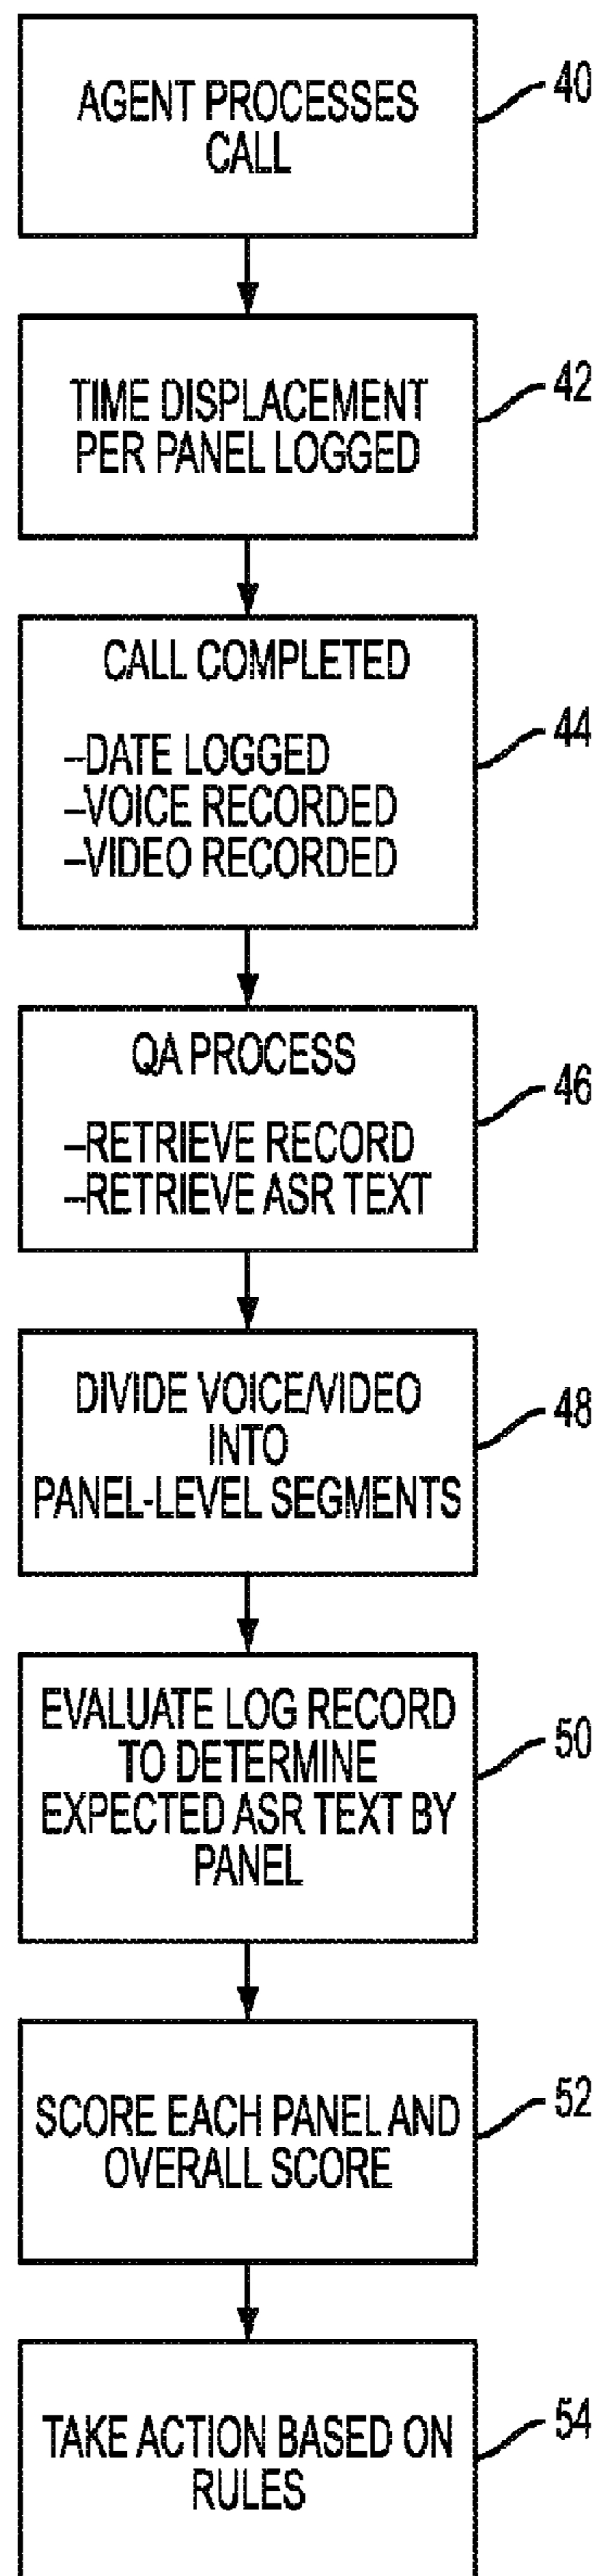 AGENT PROCESSES
CALL
40
TIME DISPLACEMENT
PER PANEL LOGGED
42
CALL COMPLETED
--DATE LOGGED
--VOICE RECORDED
--VIDEO RECORDED
44
QA PROCESS
--RETRIEVE RECORD
--RETRIEVE ASR TEXT
46
DIVIDE VOICE/VIDEO
INTO
PANEL-LEVEL SEGMENTS
48
EVALUATE LOG RECORD
TO DETERMINE
EXPECTED ASR TEXT BY
PANEL
50
SCORE EACH PANEL AND
OVERALL SCORE
52
TAKE ACTION BASED ON
RULES
54